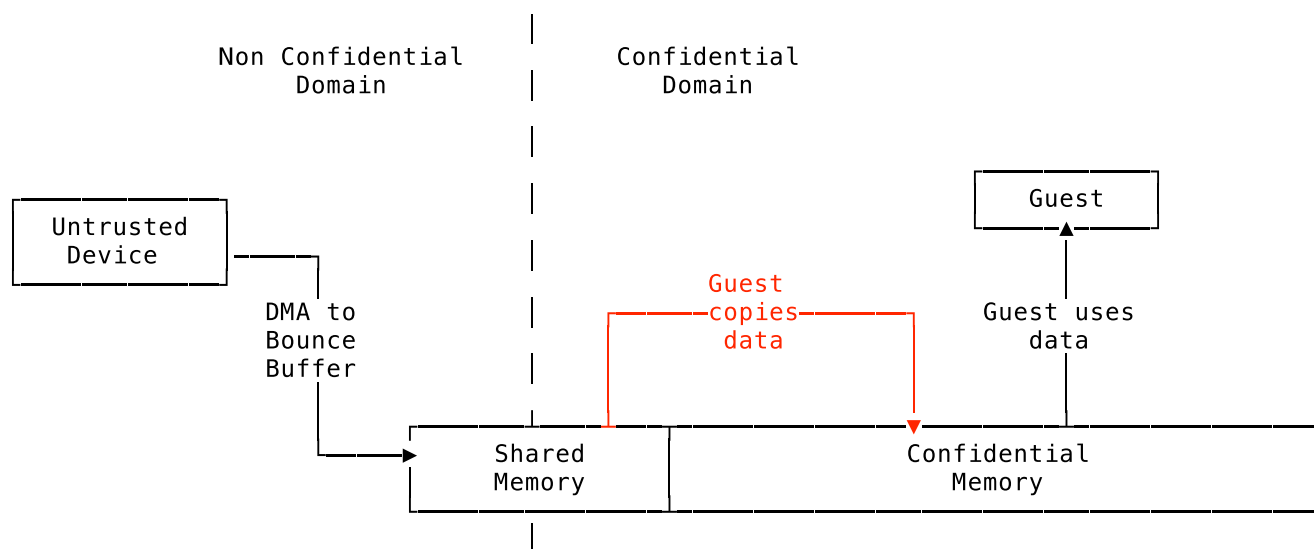 Non Confidential
Domain
Confidential
Domain
Untrusted
Device
Guest
DMA to
Bounce
Buffer
Guest
copies
data
Guest uses
data
Shared
Memory
Confidential
Memory